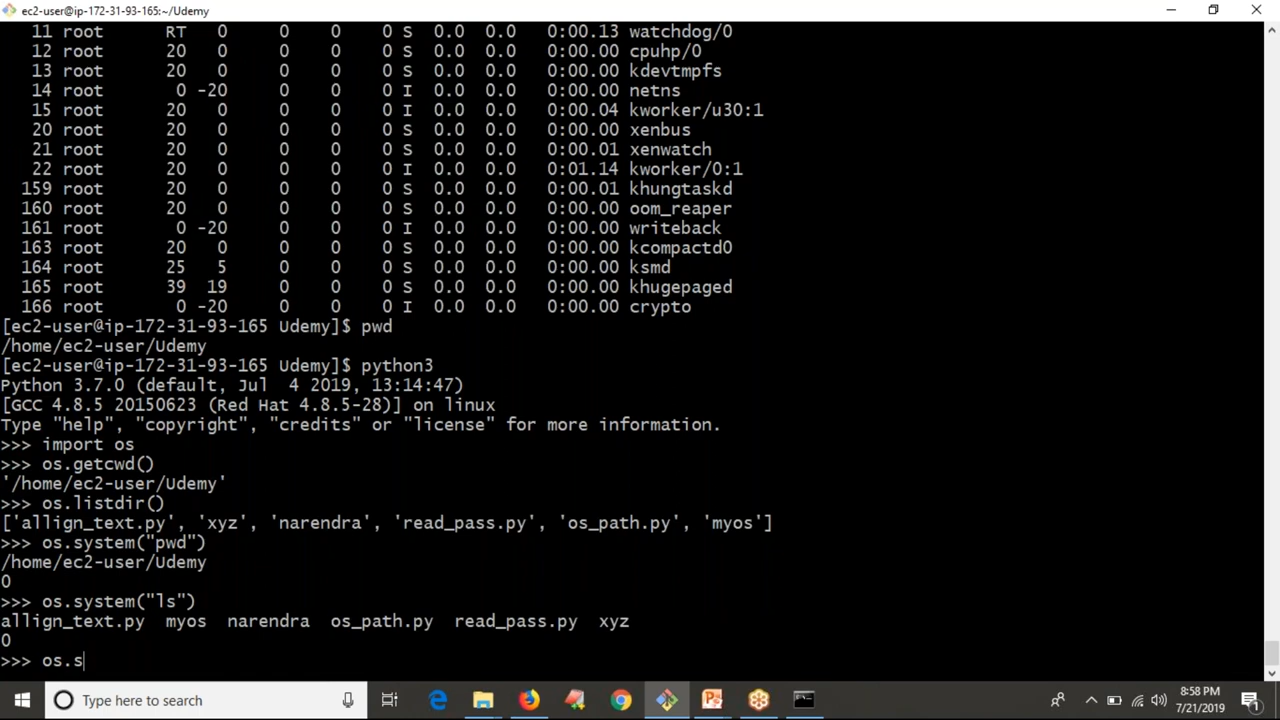 ec2-user@ip-172-31-93-165:~/Udemy
11 root RT 0 0 0 0 S 0.0 0.0 0:00.13 watchdog/0
12 root 20 0 0 0 0 S 0.0 0.0 0:00.00 cpuhp/0
13 root 20 0 0 0 0 S 0.0 0.0 0:00.00 kdevtmpfs
14 root 0 -20 0 0 0 I 0.0 0.0 0:00.00 netns
15 root 20 0 0 0 0 I 0.0 0.0 0:00.04 kworker/u30:1
20 root 20 0 0 0 0 S 0.0 0.0 0:00.00 xenbus
21 root 20 0 0 0 0 S 0.0 0.0 0:00.01 xenwatch
22 root 20 0 0 0 0 I 0.0 0.0 0:01.14 kworker/0:1
159 root 20 0 0 0 0 S 0.0 0.0 0:00.01 khungtaskd
160 root 20 0 0 0 0 S 0.0 0.0 0:00.00 oom_reaper
161 root 0 -20 0 0 0 I 0.0 0.0 0:00.00 writeback
163 root 20 0 0 0 0 S 0.0 0.0 0:00.00 kcompactd0
164 root 25 5 0 0 0 S 0.0 0.0 0:00.00 ksmd
165 root 39 19 0 0 0 S 0.0 0.0 0:00.00 khugepaged
166 root 0 -20 0 0 0 I 0.0 0.0 0:00.00 crypto
[ec2-user@ip-172-31-93-165 Udemy]$ pwd
/home/ec2-user/Udemy
[ec2-user@ip-172-31-93-165 Udemy]$ python3
Python 3.7.0 (default, Jul  4 2019, 13:14:47)
[GCC 4.8.5 20150623 (Red Hat 4.8.5-28)] on linux
Type "help", "copyright", "credits" or "license" for more information.
>>> import os
>>> os.getcwd()
'/home/ec2-user/Udemy'
>>> os.listdir()
['allign_text.py', 'xyz', 'narendra', 'read_pass.py', 'os_path.py', 'myos']
>>> os.system("pwd")
/home/ec2-user/Udemy
0
>>> os.system("ls")
allign_text.py  myos  narendra  os_path.py  read_pass.py  xyz
0
>>> os.s
Type here to search
8:58 PM
7/21/2019
1